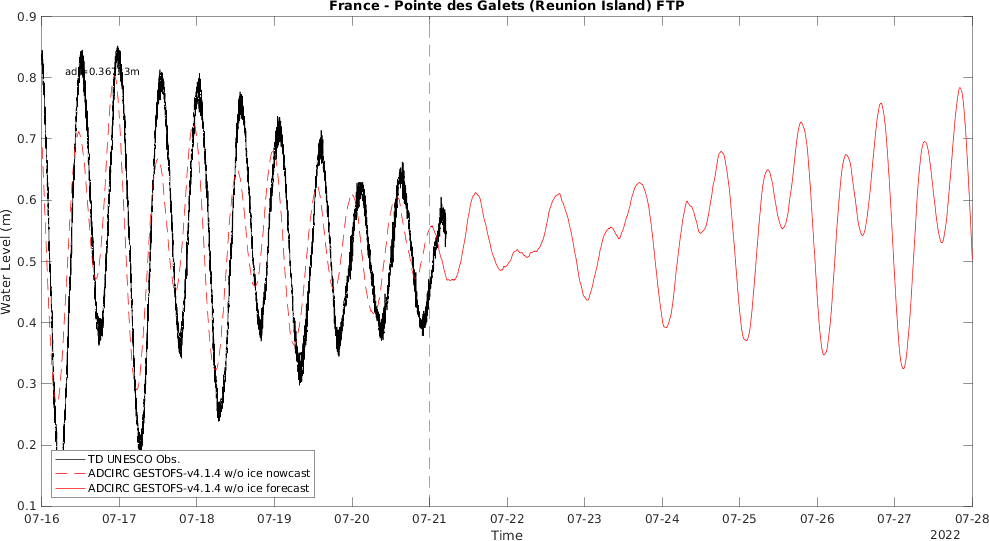 France - Pointe des Galets (Reunion Island) FTP
0.9
0.8
0.7
0.6
0.5
0.4
0.3
0.2
0.1
Water Level (m)
TD UNESCO Obs.
ADCIRC GESTOFS-v4.1.4 w/o ice nowcast
ADCIRC GESTOFS-v4.1.4 w/o ice forecast
07-16 07-17 07-18 07-19 07-20 07-21 07-22 07-23 07-24 07-25 07-26 07-27 07-28
Time
2022